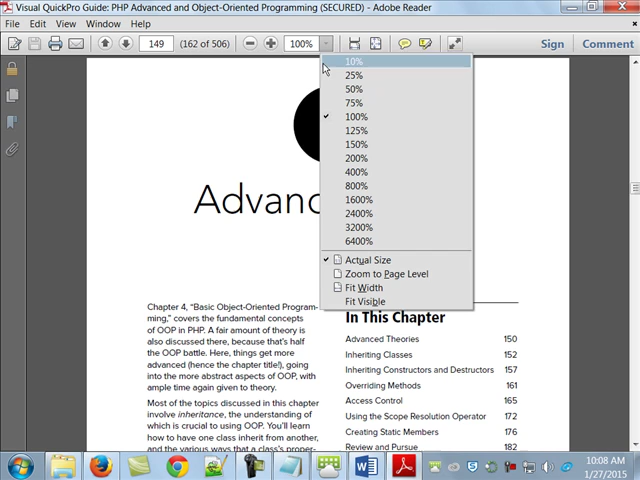 Visual QuickPro Guide: PHP Advanced and Object-Oriented Programming (SECURED) - Adobe Reader
File Edit View Window Help
149 (162 of 506) 100% Sign Comment
10%
25%
50%
75%
100%
125%
150%
200%
400%
800%
1600%
2400%
3200%
6400%
Actual Size
Zoom to Page Level
Fit Width
Fit Visible
Chapter 4, “Basic Object-Oriented Program-
ming,” covers the fundamental concepts
of OOP in PHP. A fair amount of theory is
also discussed there, because that’s half
the OOP battle. Here, things get more
advanced (hence the chapter title!), going
into the more abstract aspects of OOP, with
ample time again given to theory.
Most of the topics discussed in this chapter
involve inheritance, the understanding of
which is crucial to using OOP. You’ll learn
how to have one class inherit from another,
and the various ways that a class’s proper-
In This Chapter
Advanced Theories 150
Inheriting Classes 152
Inheriting Constructors and Destructors 157
Overriding Methods 161
Access Control 165
Using the Scope Resolution Operator 172
Creating Static Members 176
Review and Pursue 182
10:08 AM
1/27/2015